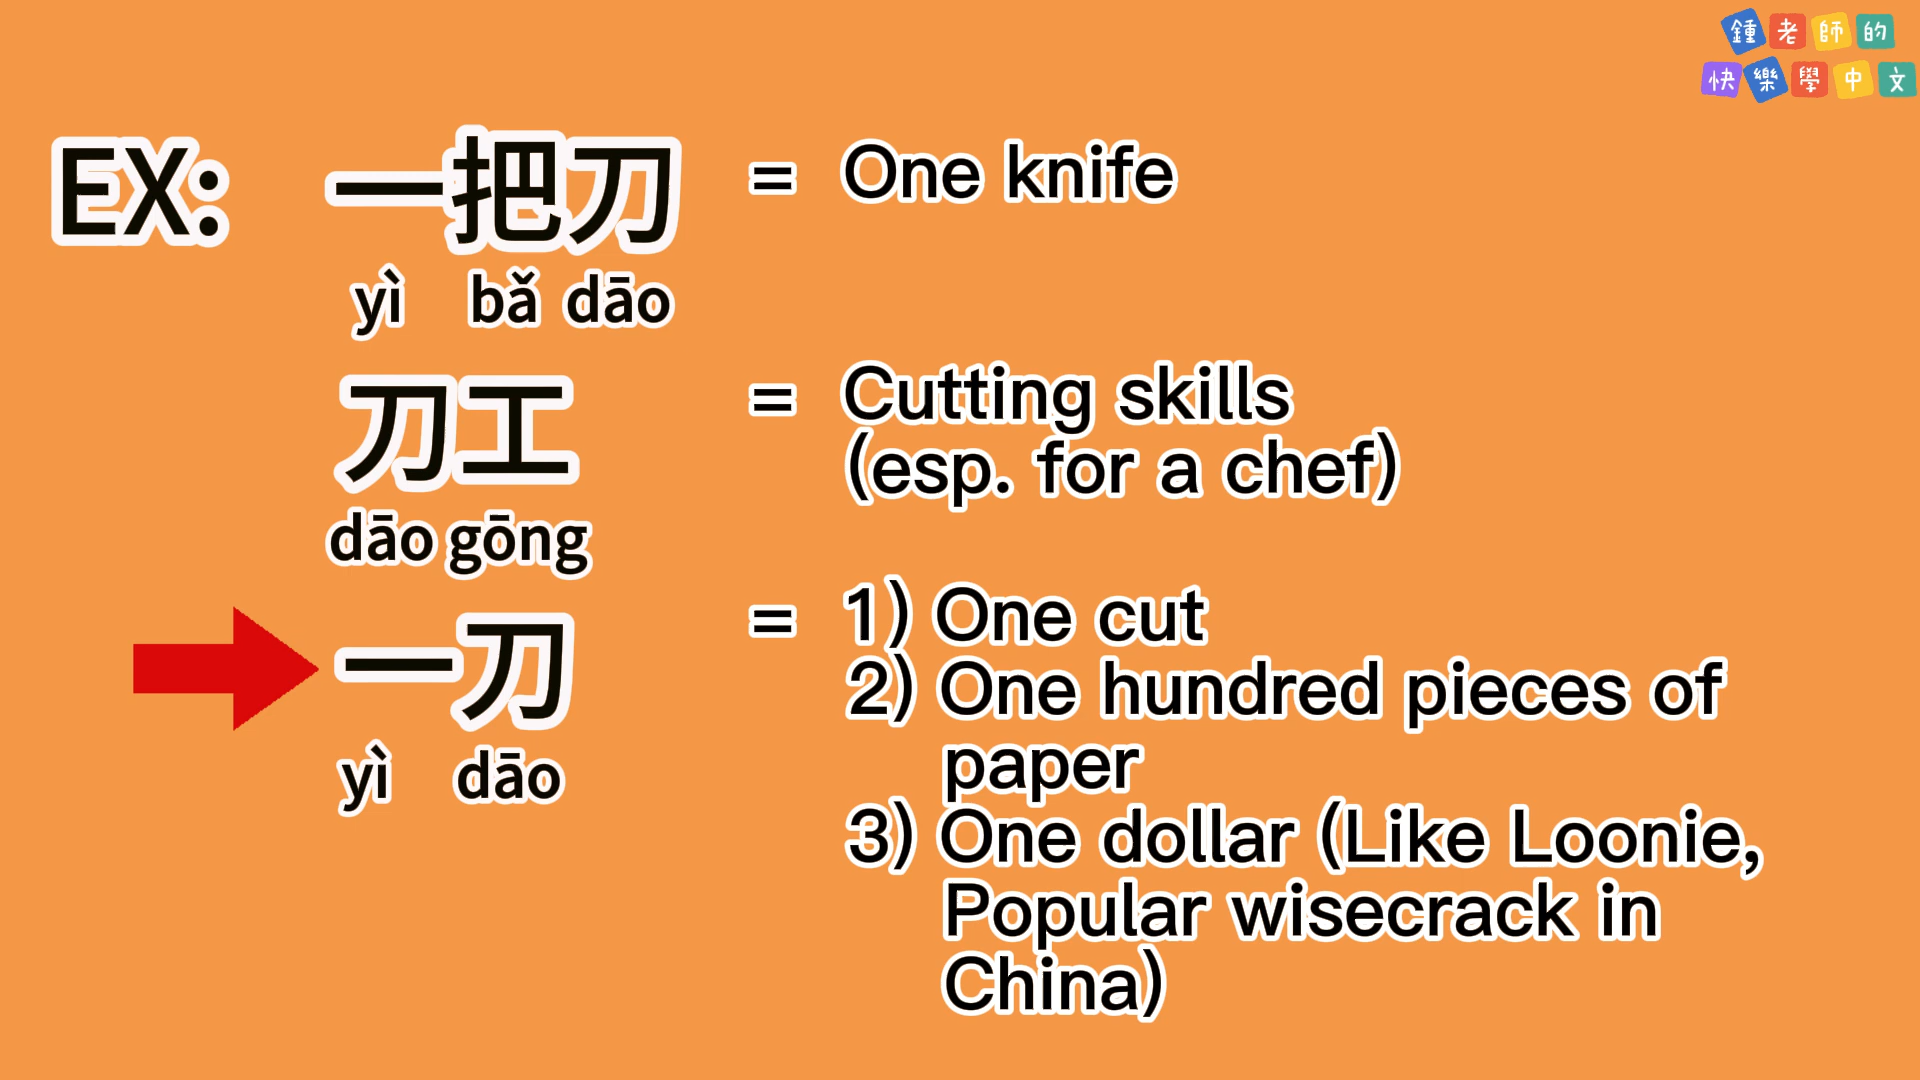 鍾老師的
快樂學中文
EX: 一把刀 = One knife
yì bǎ dāo
刀工 = Cutting skills
(esp. for a chef)
dāo gōng
一刀 = 1) One cut
yì dāo
2) One hundred pieces of
paper
3) One dollar (Like Loonie,
Popular wisecrack in
China)